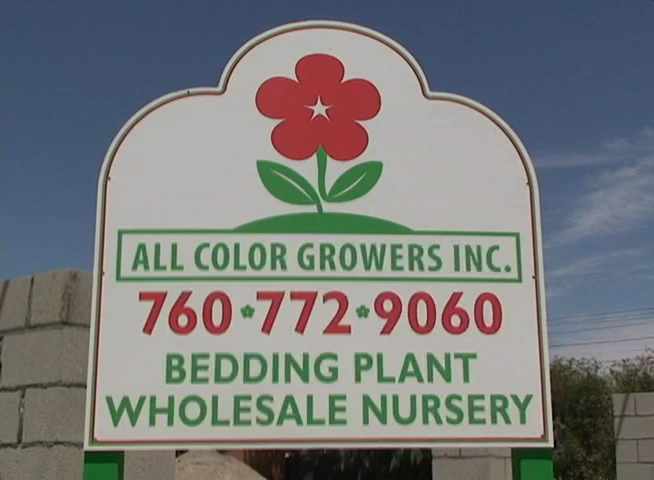 ALL COLOR GROWERS INC.
760 772 9060
BEDDING PLANT
WHOLESALE NURSERY